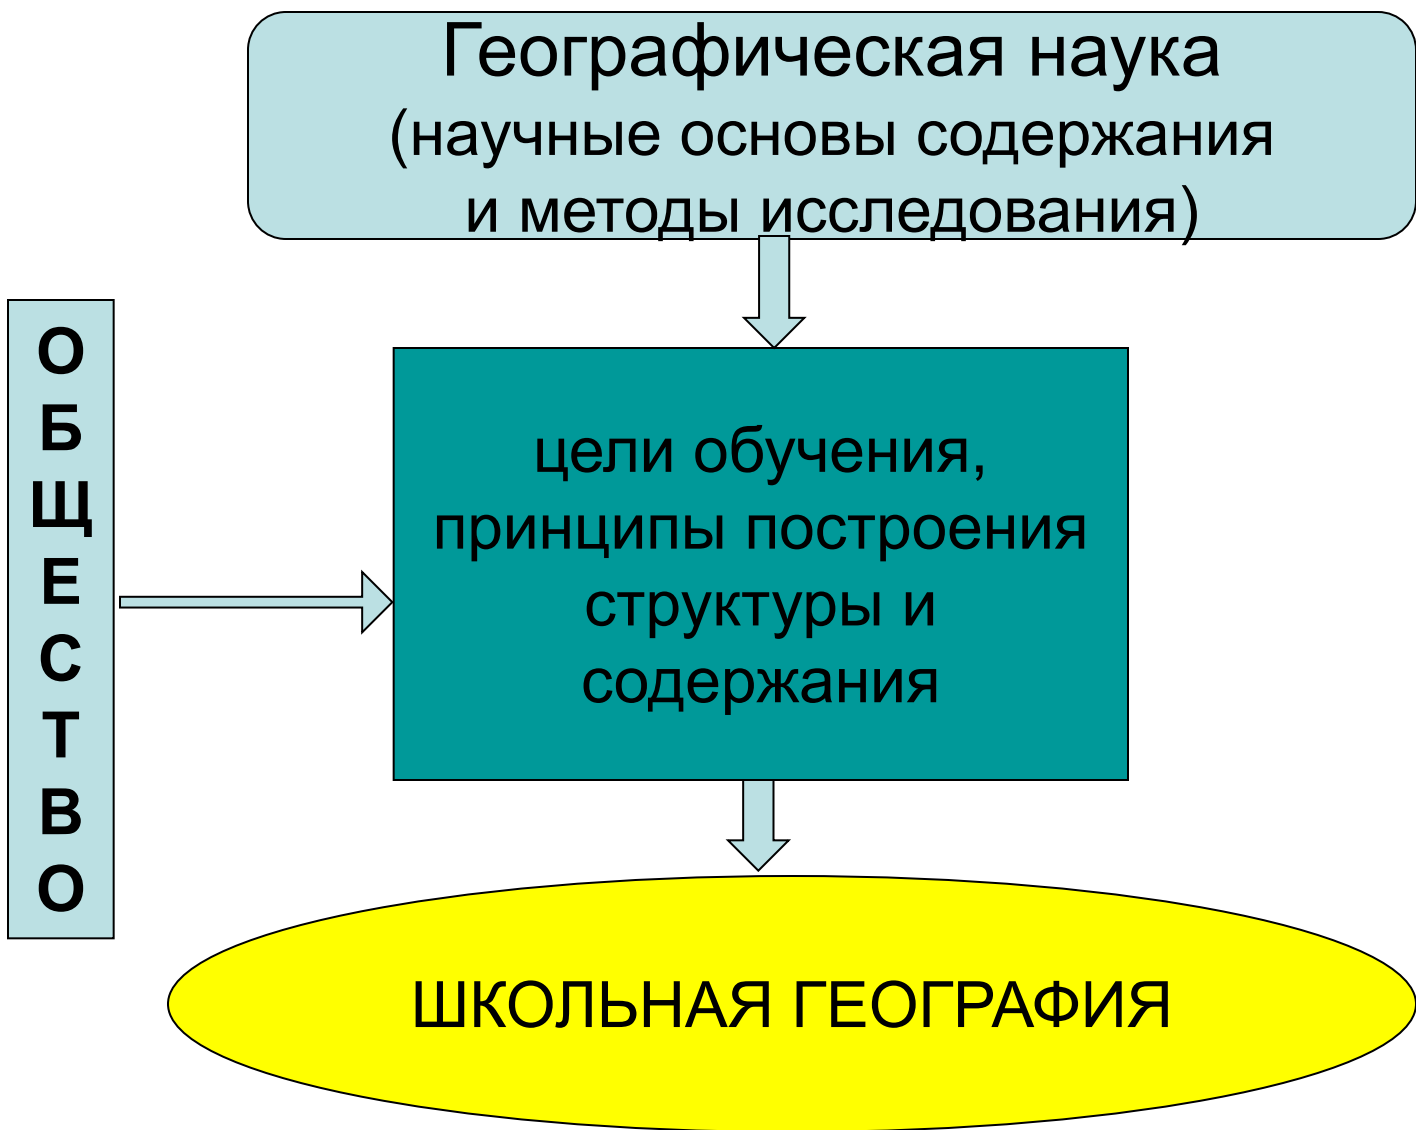 Географическая наука
(научные основы содержания
и методы исследования)
О
Б
Щ
Е
С
Т
В
О
цели обучения,
принципы построения
структуры и
содержания
ШКОЛЬНАЯ ГЕОГРАФИЯ